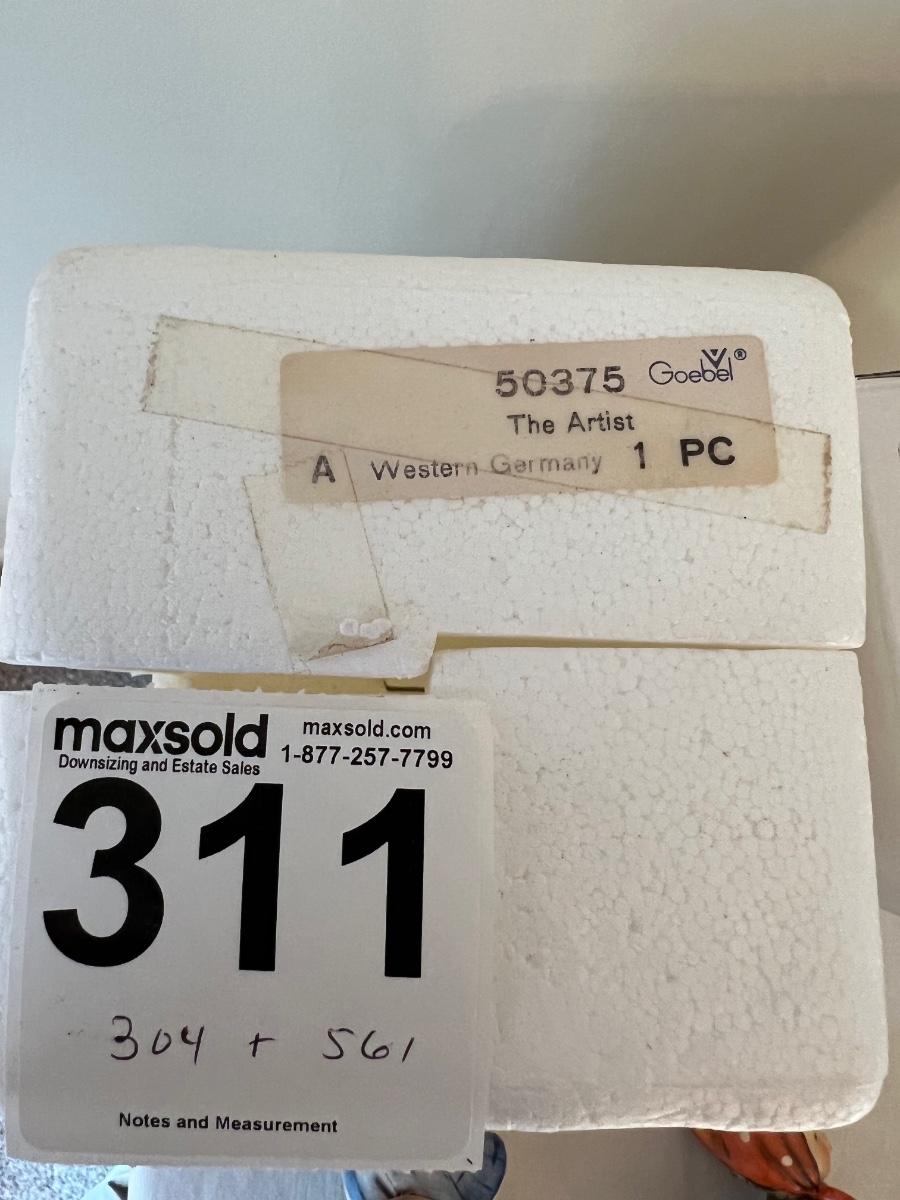 50375 Goebel®
The Artist
A Western Germany 1 PC
maxsold maxsold.com
Downsizing and Estate Sales 1-877-257-7799
311
304 + 561
Notes and Measurement